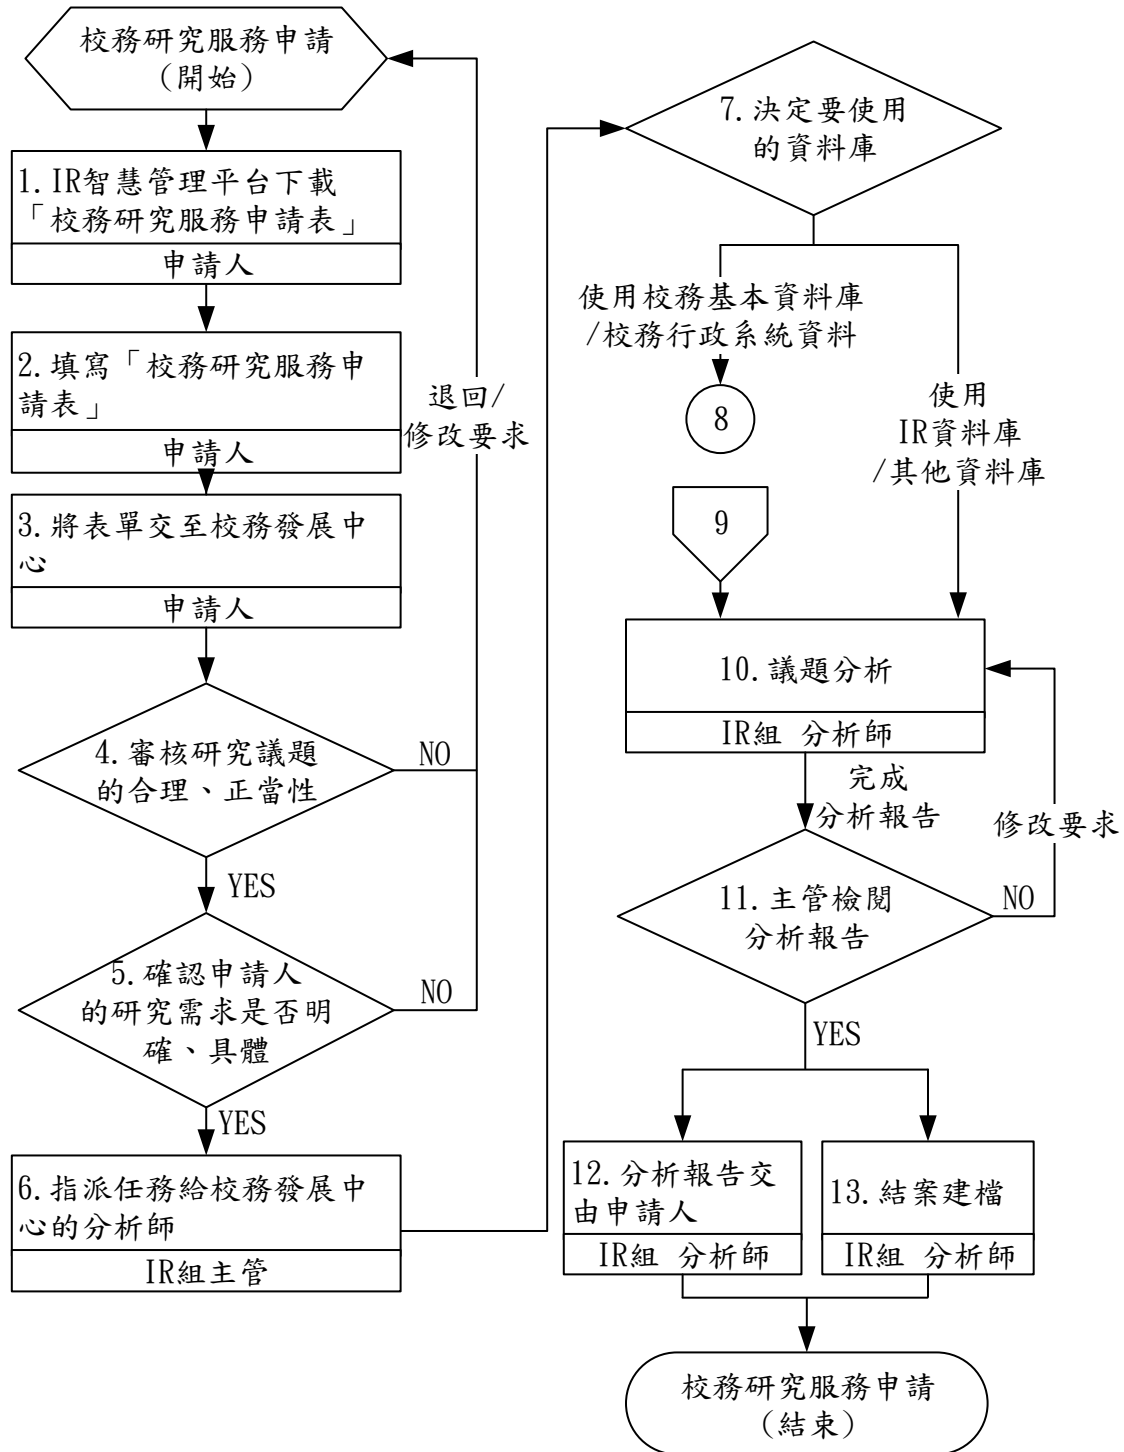 校務研究服務申請
(開始)
1.IR智慧管理平台下載
「校務研究服務申請表」
申請人
2.填寫「校務研究服務申
請表」
申請人
3.將表單交至校務發展中
心
申請人
4.審核研究議題
的合理、正當性
NO
YES
5.確認申請人
的研究需求是否明
確、具體
NO
YES
退回/
修改要求
6.指派任務給校務發展中
心的分析師
IR組主管
7.決定要使用
的資料庫
使用校務基本資料庫
/校務行政系統資料
8
使用
IR資料庫
/其他資料庫
9
10.議題分析
IR組 分析師
完成
分析報告
修改要求
11.主管檢閱
分析報告
NO
YES
12.分析報告交
由申請人
IR組 分析師
13.結案建檔
IR組 分析師
校務研究服務申請
(結束)